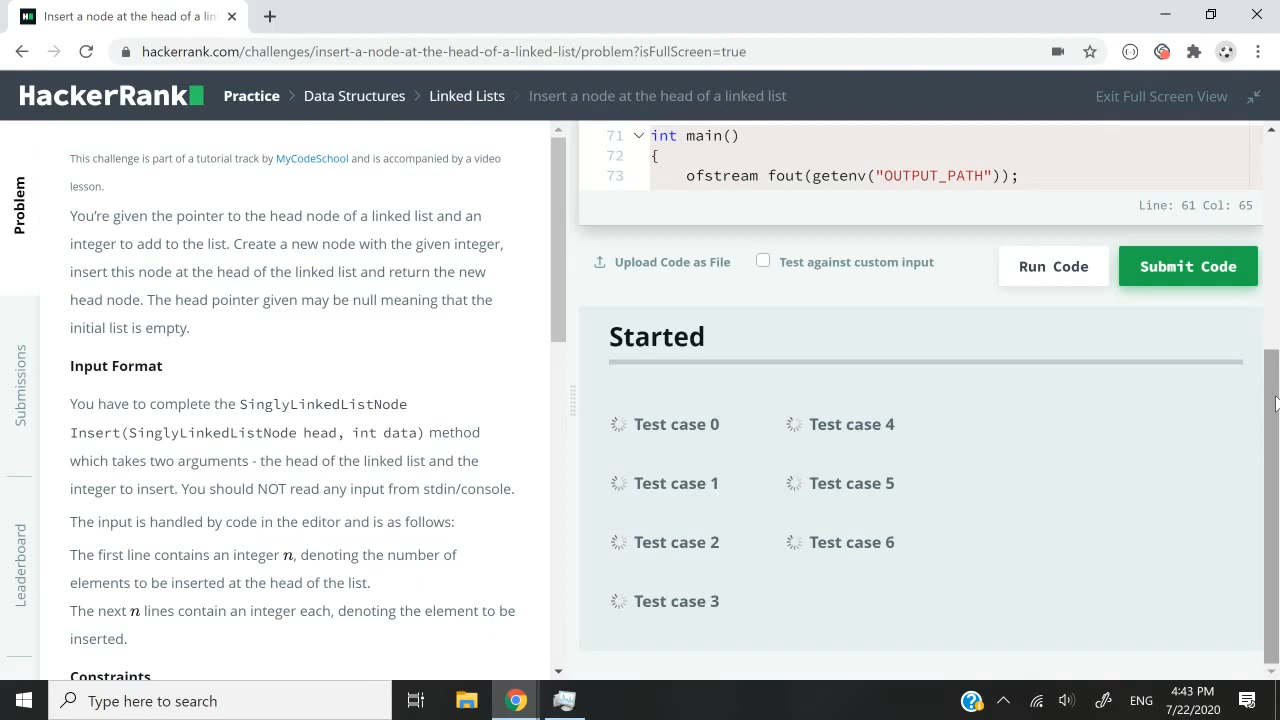 Insert a node at the head of a lin
hackerrank.com/challenges/insert-a-node-at-the-head-of-a-linked-list/problem?isFullScreen=true
HackerRank
Practice > Data Structures > Linked Lists > Insert a node at the head of a linked list
Exit Full Screen View
Problem
Submissions
Leaderboard
This challenge is part of a tutorial track by MyCodeSchool and is accompanied by a video
lesson.
You’re given the pointer to the head node of a linked list and an
integer to add to the list. Create a new node with the given integer,
insert this node at the head of the linked list and return the new
head node. The head pointer given may be null meaning that the
initial list is empty.
Input Format
You have to complete the SinglyLinkedListNode
Insert(SinglyLinkedListNode head, int data) method
which takes two arguments - the head of the linked list and the
integer to insert. You should NOT read any input from stdin/console.
The input is handled by code in the editor and is as follows:
The first line contains an integer n, denoting the number of
elements to be inserted at the head of the list.
The next n lines contain an integer each, denoting the element to be
inserted.
Constraints
71 int main()
72 {
73 ofstream fout(getenv("OUTPUT_PATH"));
Line: 61 Col: 65
Upload Code as File
Test against custom input
Run Code
Submit Code
Started
Test case 0
Test case 4
Test case 1
Test case 5
Test case 2
Test case 6
Test case 3
Type here to search
ENG
4:43 PM
7/22/2020